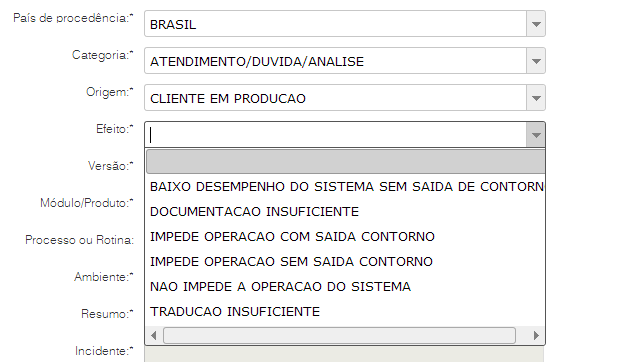 País de procedência:* BRASIL
Categoria:* ATENDIMENTO/DUVIDA/ANALISE
Origem:* CLIENTE EM PRODUCAO
Efeito:*
Versão:*
BAIXO DESEMPENHO DO SISTEMA SEM SAIDA DE CONTORN
Módulo/Produto:* DOCUMENTACAO INSUFICIENTE
Processo ou Rotina: IMPEDE OPERACAO COM SAIDA CONTORNO
IMPEDE OPERACAO SEM SAIDA CONTORNO
Ambiente:*
NAO IMPEDE A OPERACAO DO SISTEMA
Resumo:* TRADUCAO INSUFICIENTE
Incidente:*